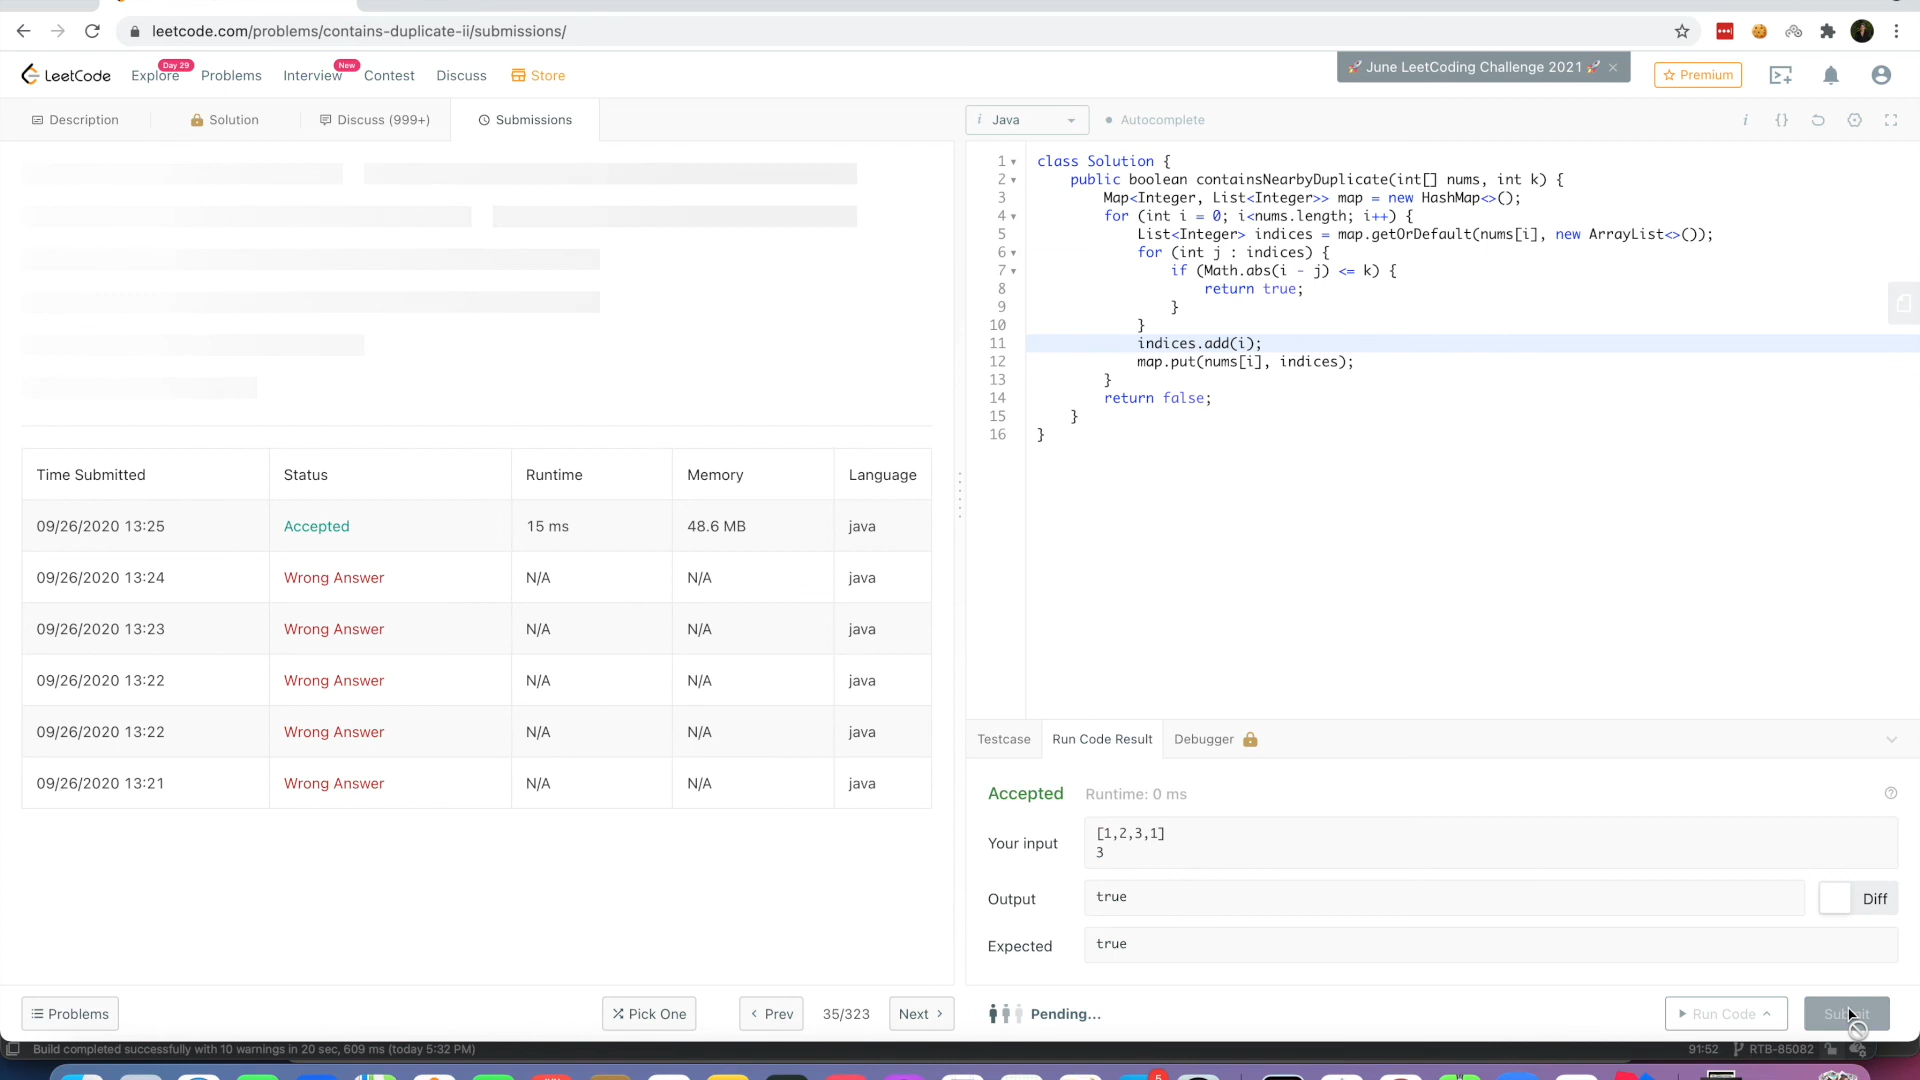 leetcode.com/problems/contains-duplicate-ii/submissions/
LeetCode
Explore
Day 29
Problems
Interview
New
Contest
Discuss
Store
🚀 June LeetCoding Challenge 2021 🚀 ×
Premium
Description
Solution
Discuss (999+)
Submissions
i Java
Autocomplete
1 class Solution {
2     public boolean containsNearbyDuplicate(int[] nums, int k) {
3         Map<Integer, List<Integer>> map = new HashMap<>();
4         for (int i = 0; i<nums.length; i++) {
5             List<Integer> indices = map.getOrDefault(nums[i], new ArrayList<>());
6             for (int j : indices) {
7                 if (Math.abs(i - j) <= k) {
8                     return true;
9                 }
10             }
11             indices.add(i);
12             map.put(nums[i], indices);
13         }
14         return false;
15     }
16 }
Time Submitted Status Runtime Memory Language
09/26/2020 13:25 Accepted 15 ms 48.6 MB java
09/26/2020 13:24 Wrong Answer N/A N/A java
09/26/2020 13:23 Wrong Answer N/A N/A java
09/26/2020 13:22 Wrong Answer N/A N/A java
09/26/2020 13:22 Wrong Answer N/A N/A java
09/26/2020 13:21 Wrong Answer N/A N/A java
Testcase
Run Code Result
Debugger
Accepted Runtime: 0 ms
Your input
[1,2,3,1]
3
Output
true
Diff
Expected
true
Problems
Pick One
Prev
35/323
Next
Pending...
Run Code
Submit
Build completed successfully with 10 warnings in 20 sec, 609 ms (today 5:32 PM)
91:52
RTB-85082
5